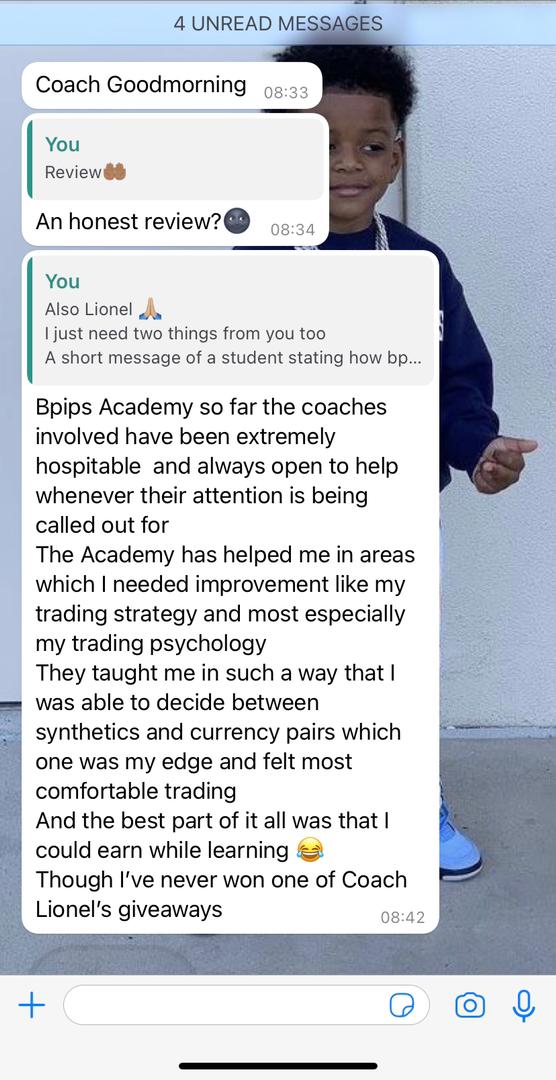 4 UNREAD MESSAGES
Coach Goodmorning 08:33
You
Review🤲🏾
An honest review?🌚 08:34
You
Also Lionel 🙏🏼
I just need two things from you too
A short message of a student stating how bp...
Bpips Academy so far the coaches
involved have been extremely
hospitable  and always open to help
whenever their attention is being
called out for
The Academy has helped me in areas
which I needed improvement like my
trading strategy and most especially
my trading psychology
They taught me in such a way that I
was able to decide between
synthetics and currency pairs which
one was my edge and felt most
comfortable trading
And the best part of it all was that I
could earn while learning 😂
Though I’ve never won one of Coach
Lionel’s giveaways 08:42